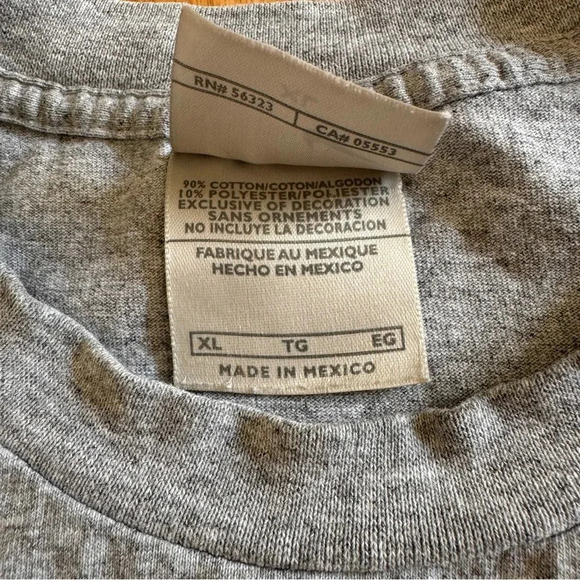 RN# 56323
CA# 05553
90% COTTON/COTON/ALGODON
10% POLYESTER/POLIESTER
EXCLUSIVE OF DECORATION
SANS ORNEMENTS
NO INCLUYE LA DECORACION
FABRIQUE AU MEXIQUE
HECHO EN MEXICO
XL TG EG
MADE IN MEXICO